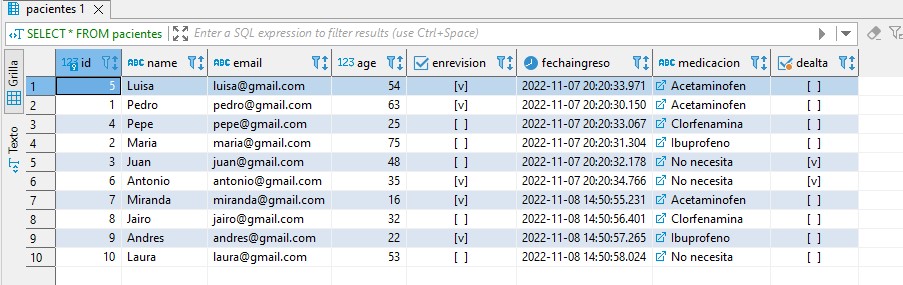 pacientes 1
SELECT * FROM pacientes Enter a SQL expression to filter results (use Ctrl+Space)
Grilla
Texto
123 id ABC name ABC email 123 age enrevision fechaingreso ABC medicacion dealta
1 5 Luisa luisa@gmail.com 54 [v] 2022-11-07 20:20:33.971 Acetaminofen [ ]
2 1 Pedro pedro@gmail.com 63 [v] 2022-11-07 20:20:30.150 Acetaminofen [ ]
3 4 Pepe pepe@gmail.com 25 [ ] 2022-11-07 20:20:33.067 Clorfenamina [ ]
4 2 Maria maria@gmail.com 75 [ ] 2022-11-07 20:20:31.304 Ibuprofeno [ ]
5 3 Juan juan@gmail.com 48 [ ] 2022-11-07 20:20:32.178 No necesita [v]
6 6 Antonio antonio@gmail.com 35 [v] 2022-11-07 20:20:34.766 No necesita [v]
7 7 Miranda miranda@gmail.com 16 [v] 2022-11-08 14:50:55.231 Acetaminofen [ ]
8 8 Jairo jairo@gmail.com 32 [ ] 2022-11-08 14:50:56.401 Clorfenamina [ ]
9 9 Andres andres@gmail.com 22 [v] 2022-11-08 14:50:57.265 Ibuprofeno [ ]
10 10 Laura laura@gmail.com 53 [ ] 2022-11-08 14:50:58.024 No necesita [ ]